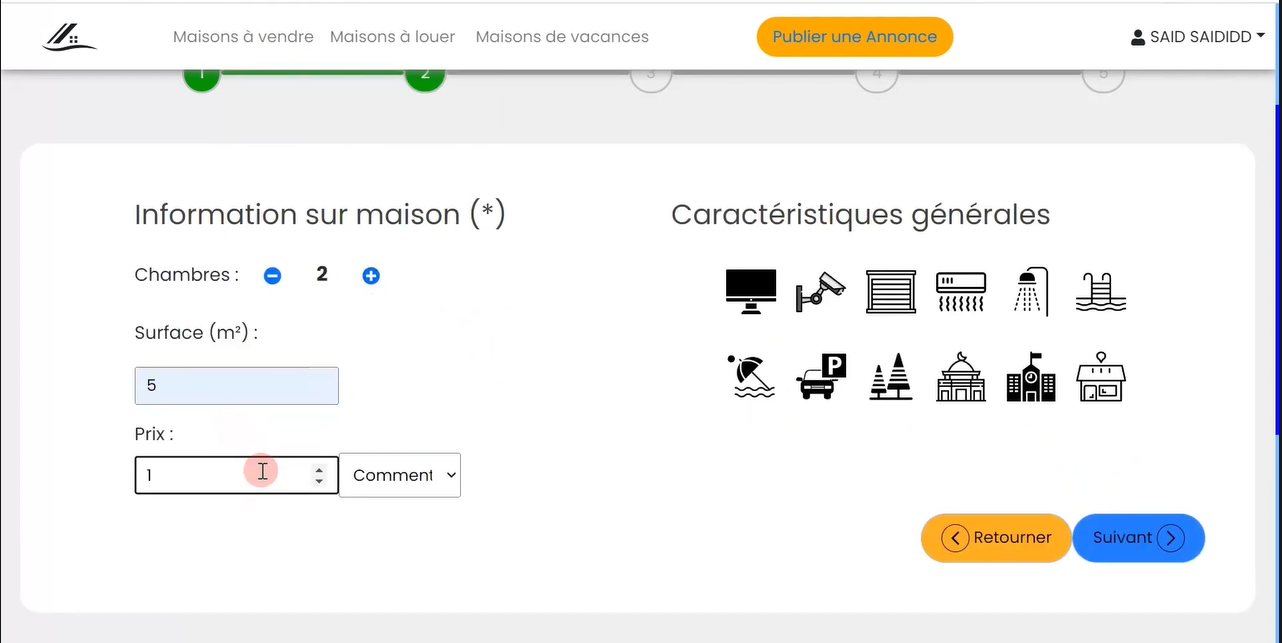 Maisons à vendre Maisons à louer Maisons de vacances Publier une Annonce SAID SAIDIDD
1 2 3 4 5
Information sur maison (*)
Chambres : 2
Surface (m²) :
5
Prix :
1 Comment
Caractéristiques générales
P
Retourner Suivant